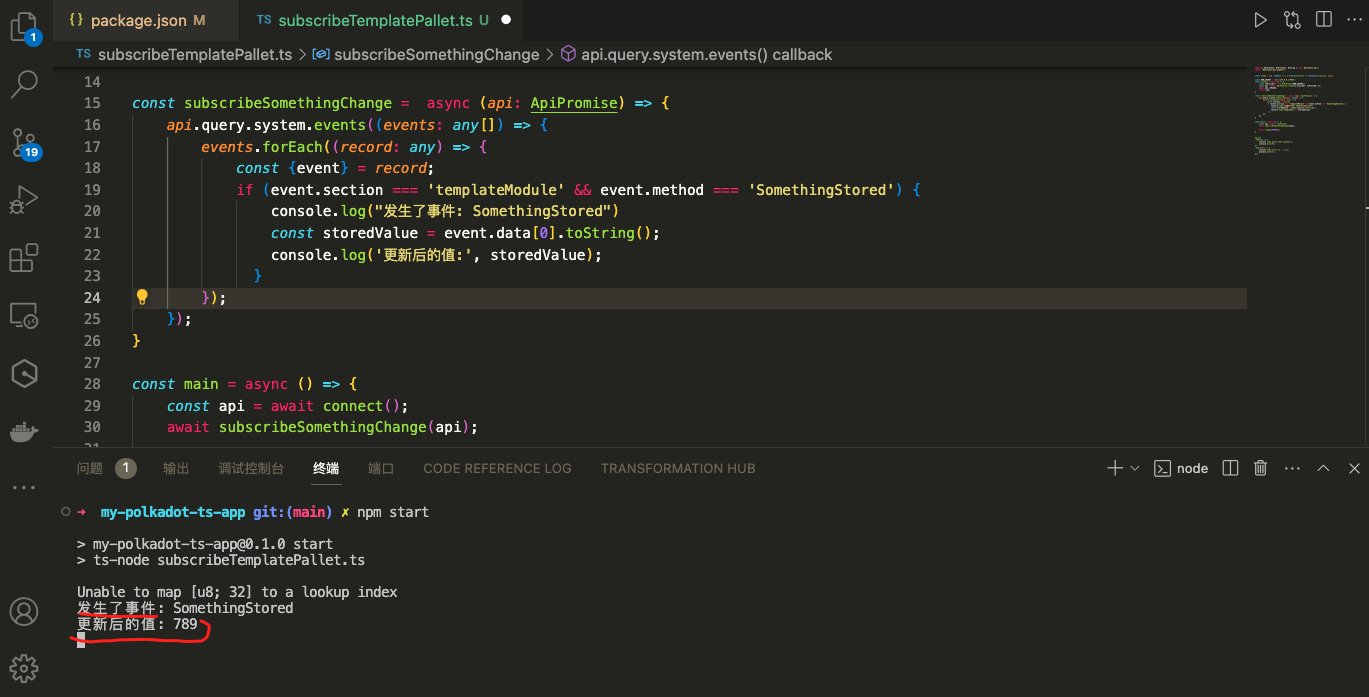 1
{} package.json M
TS subscribeTemplatePallet.ts U
TS subscribeTemplatePallet.ts > subscribeSomethingChange > api.query.system.events() callback
19
14
15 const subscribeSomethingChange =  async (api: ApiPromise) => {
16     api.query.system.events((events: any[]) => {
17         events.forEach((record: any) => {
18             const {event} = record;
19             if (event.section === 'templateModule' && event.method === 'SomethingStored') {
20                 console.log("发生了事件: SomethingStored")
21                 const storedValue = event.data[0].toString();
22                 console.log('更新后的值:', storedValue);
23               }
24         });
25     });
26 }
27
28 const main = async () => {
29     const api = await connect();
30     await subscribeSomethingChange(api);
31
问题 1 输出 调试控制台 终端 端口 CODE REFERENCE LOG TRANSFORMATION HUB
node
➜ my-polkadot-ts-app git:(main) ✗ npm start
> my-polkadot-ts-app@0.1.0 start
> ts-node subscribeTemplatePallet.ts
Unable to map [u8; 32] to a lookup index
发生了事件: SomethingStored
更新后的值: 789